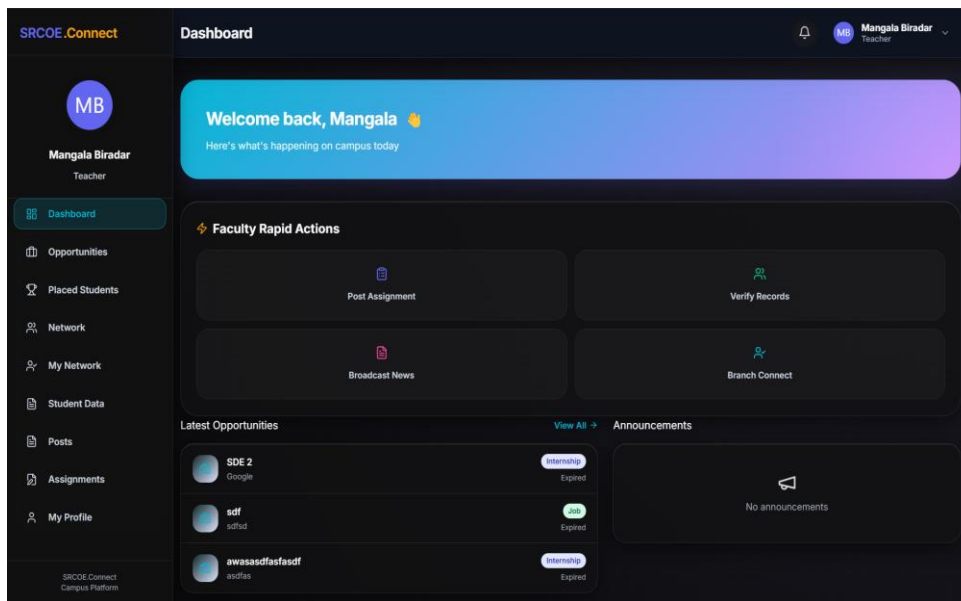 SRCOE.Connect
Dashboard
MB
Mangala Biradar
Teacher
MB
Mangala Biradar
Teacher
Dashboard
Opportunities
Placed Students
Network
My Network
Student Data
Posts
Assignments
My Profile
SRCOE.Connect
Campus Platform
Welcome back, Mangala 👋
Here's what's happening on campus today
Faculty Rapid Actions
Post Assignment
Verify Records
Broadcast News
Branch Connect
Latest Opportunities
View All →
SDE 2
Internship
Google
Expired
sdf
Job
sdfsd
Expired
awasasdfasfasdf
Internship
asdfas
Expired
Announcements
No announcements